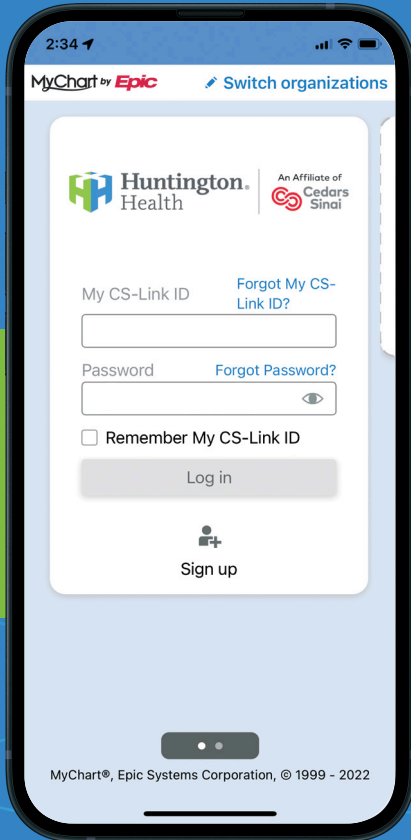 2:34
MyChart by Epic
Switch organizations
Huntington.
Health
An Affiliate of
Cedars
Sinai
My CS-Link ID
Forgot My CS-
Link ID?
Password
Forgot Password?
Remember My CS-Link ID
Log in
Sign up
MyChart®, Epic Systems Corporation, © 1999 - 2022